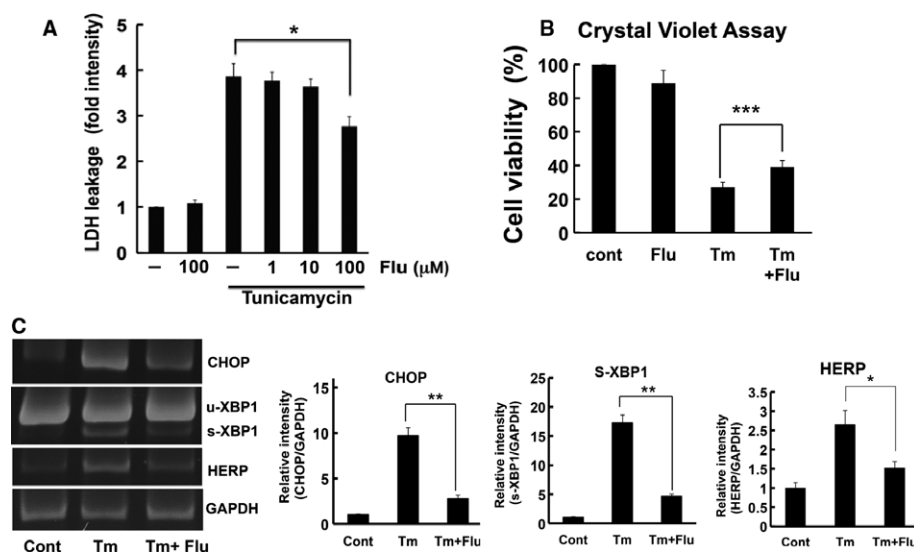 A
LDH leakage (fold intensity)
5
4
3
2
1
0
*
– 100 – 1 10 100 Flu (μM)
Tunicamycin
B Crystal Violet Assay
Cell viability (%)
100
80
60
40
20
0
***
cont Flu Tm Tm
+Flu
C
CHOP
u-XBP1
s-XBP1
HERP
GAPDH
Cont Tm Tm+ Flu
CHOP
Relative intensity
(CHOP/GAPDH)
15
10
5
0
**
Cont Tm Tm+Flu
S-XBP1
Relative intensity
(s-XBP1/GAPDH)
25
20
15
10
5
0
**
Cont Tm Tm+Flu
HERP
Relative intensity
(HERP/GAPDH)
3.5
3
2.5
2
1.5
1
0.5
0
*
Cont Tm Tm+Flu